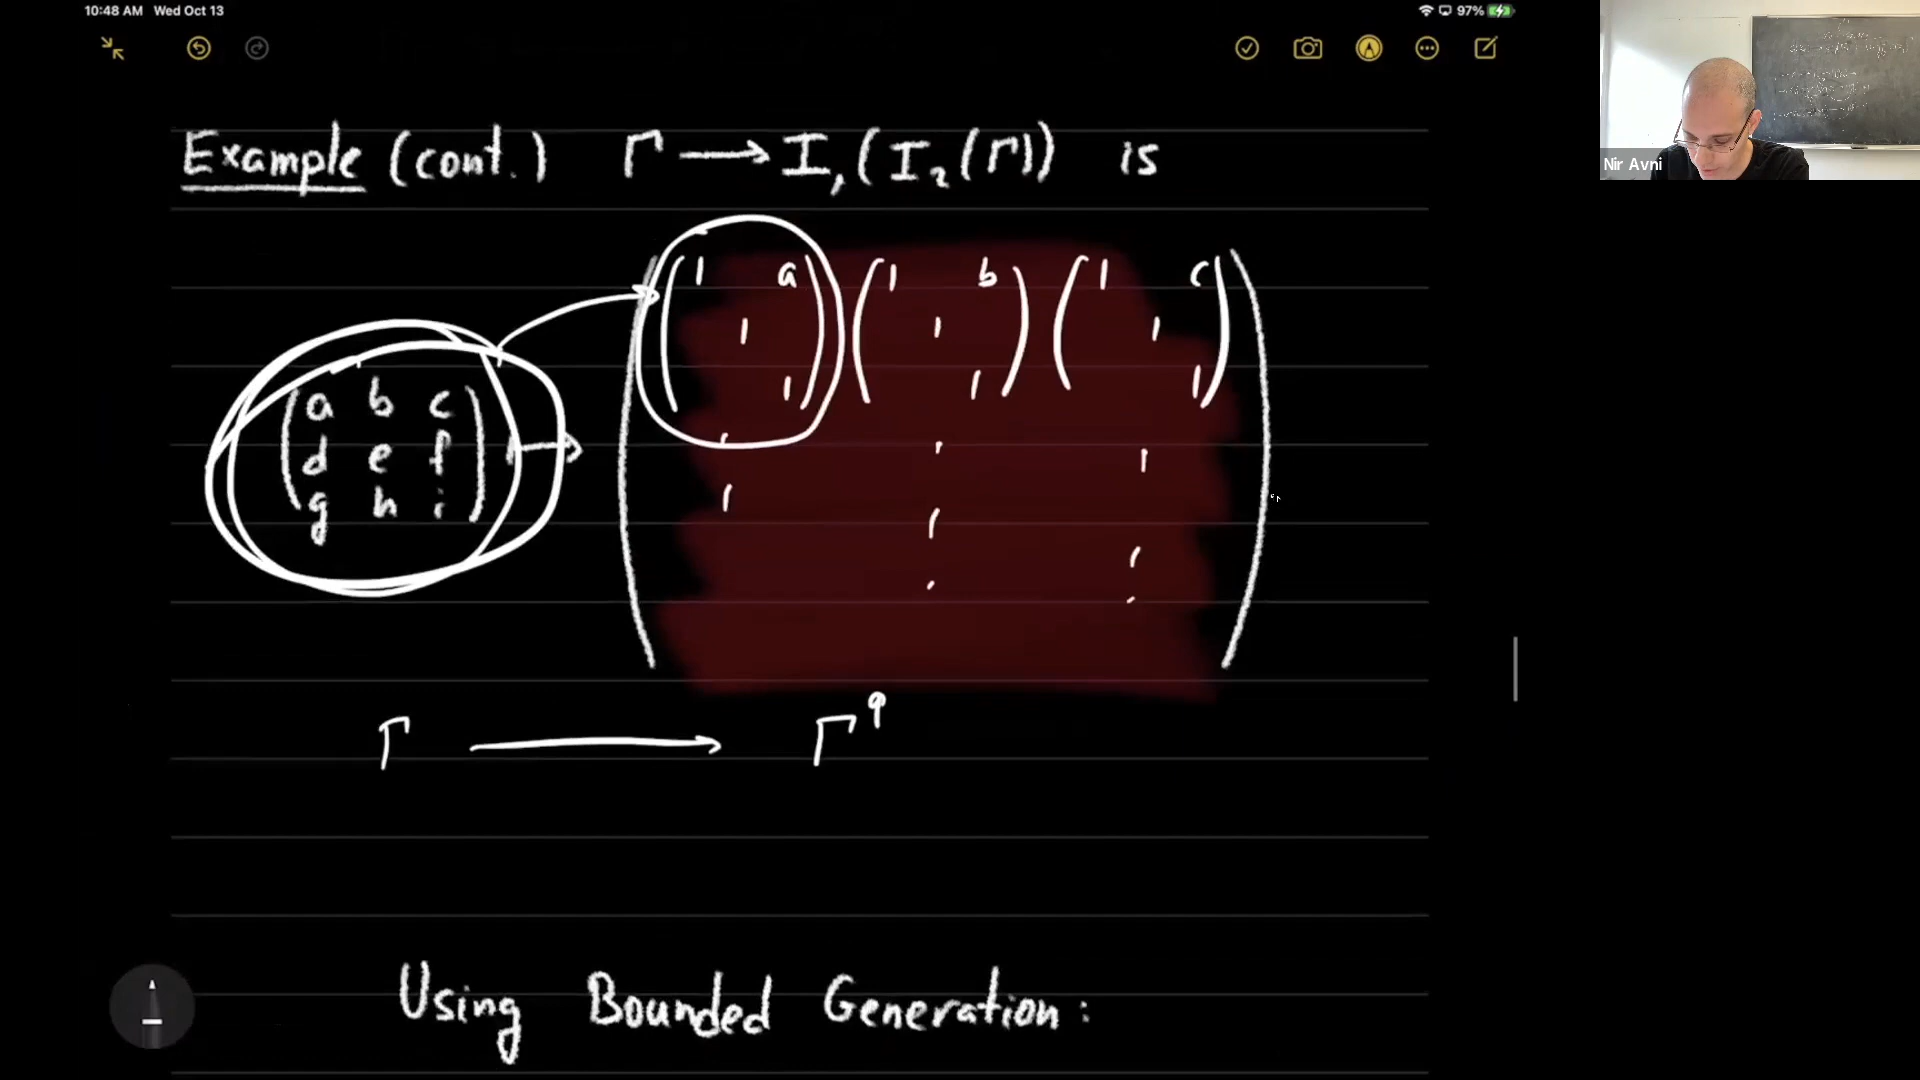 10:48 AM Wed Oct 13
97%
Nir Avni
Example (cont.) Γ → I₁(I₂(Γ)) is
(1 a) (1 b) (1 c)
1 1 1
1 1 1
(a b c)
(d e f) ↦
(g h i)
Γ → Γ⁹
Using Bounded Generation: